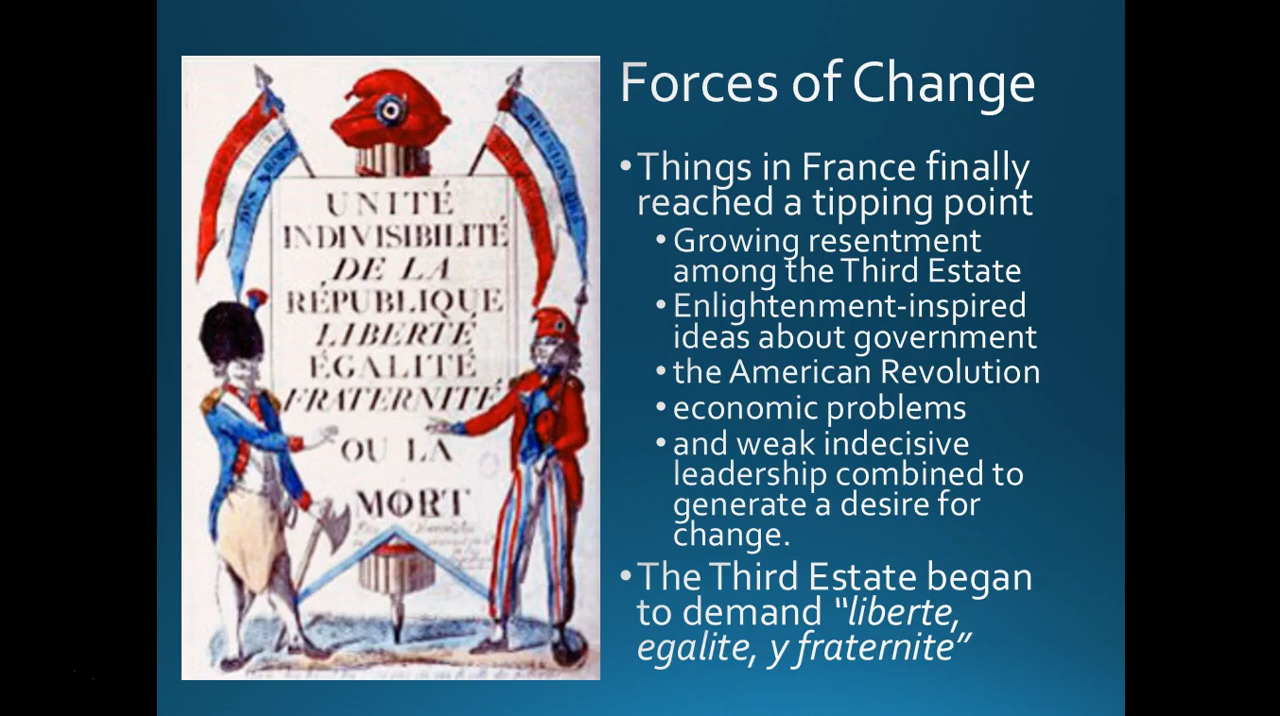 Forces of Change
•Things in France finally
reached a tipping point
•Growing resentment
among the Third Estate
•Enlightenment-inspired
ideas about government
•the American Revolution
•economic problems
•and weak indecisive
leadership combined to
generate a desire for
change.
•The Third Estate began
to demand “liberte,
egalite, y fraternite”
RÉUNION DES
UNITÉ
INDIVISIBILITÉ
DE LA
RÉPUBLIQUE
LIBERTÉ
ÉGALITÉ
FRATERNITÉ
OU LA
MORT